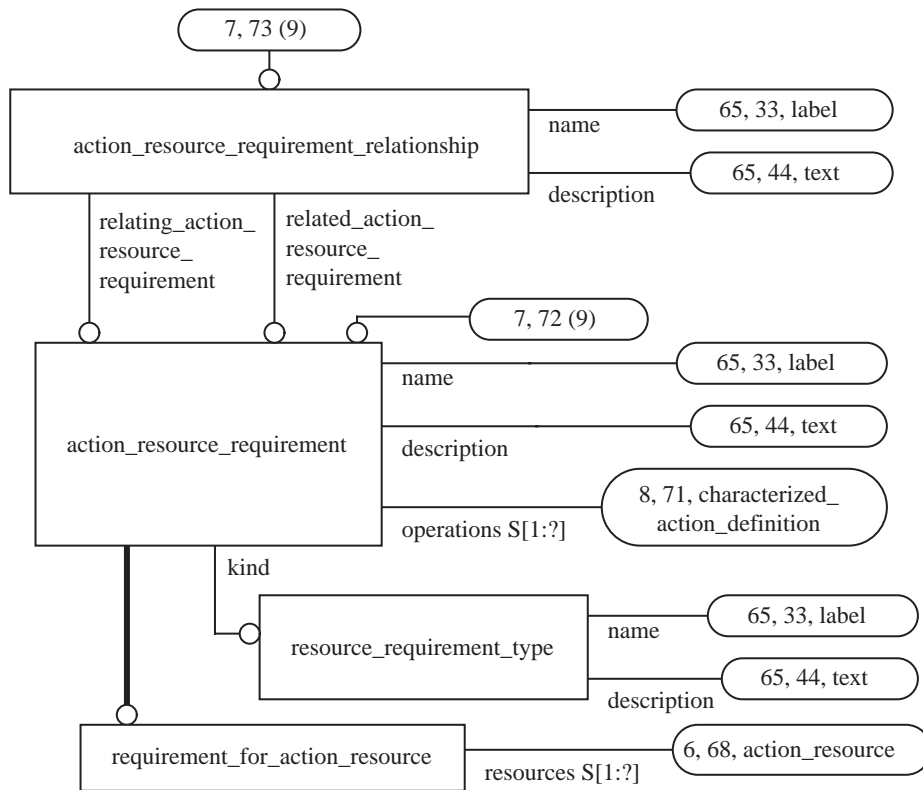 7, 73 (9)
action_resource_requirement_relationship
name
65, 33, label
description
65, 44, text
relating_action_
resource_
requirement
related_action_
resource_
requirement
7, 72 (9)
action_resource_requirement
name
65, 33, label
description
65, 44, text
operations S[1:?]
8, 71, characterized_
action_definition
kind
resource_requirement_type
name
65, 33, label
description
65, 44, text
requirement_for_action_resource
resources S[1:?]
6, 68, action_resource